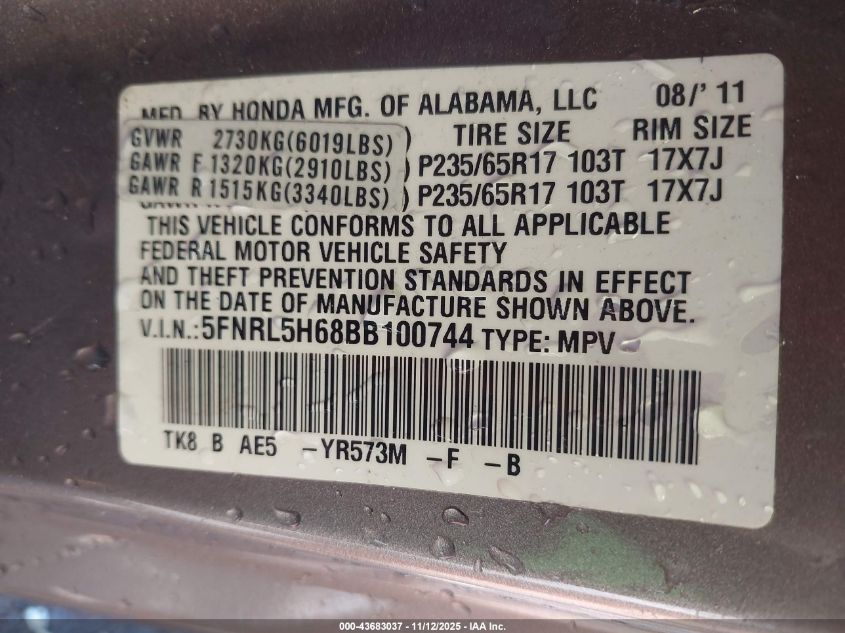 MFD. BY HONDA MFG. OF ALABAMA, LLC 08/'11
GVWR 2730KG(6019LBS) ) TIRE SIZE RIM SIZE
GAWR F 1320KG(2910LBS) ) P235/65R17 103T 17X7J
GAWR R 1515KG(3340LBS) ) P235/65R17 103T 17X7J
THIS VEHICLE CONFORMS TO ALL APPLICABLE
FEDERAL MOTOR VEHICLE SAFETY
AND THEFT PREVENTION STANDARDS IN EFFECT
ON THE DATE OF MANUFACTURE SHOWN ABOVE.
V.I.N.:5FNRL5H68BB100744 TYPE: MPV
TK8 B AE5 -YR573M -F -B
000-43683037 - 11/12/2025 - IAA Inc.